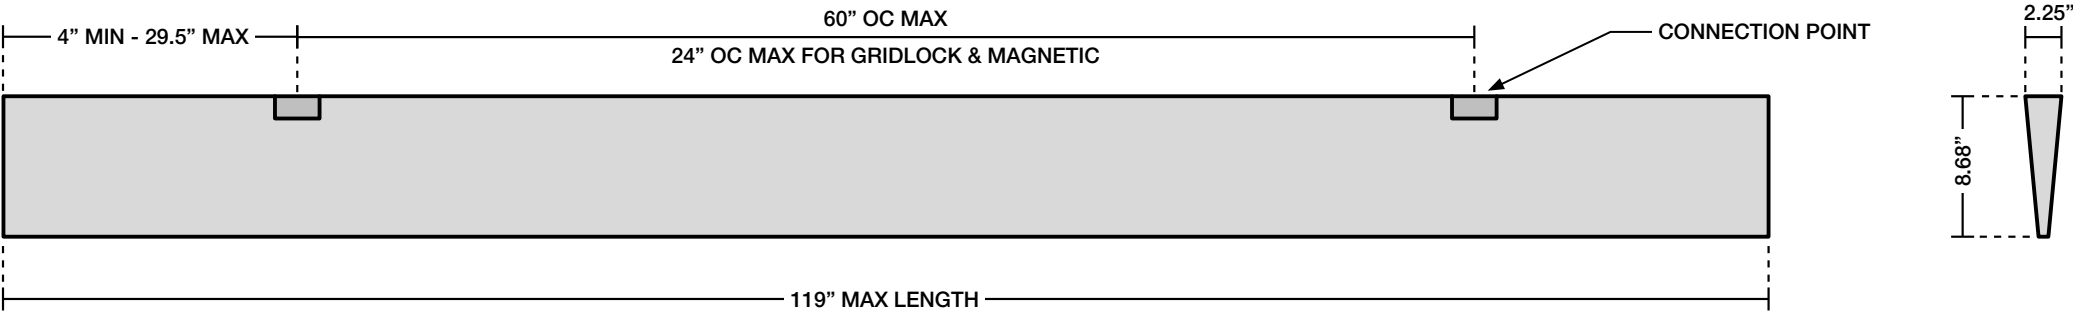 60” OC MAX
2.25”
4” MIN - 29.5” MAX
CONNECTION POINT
24” OC MAX FOR GRIDLOCK & MAGNETIC
8.68”
119” MAX LENGTH